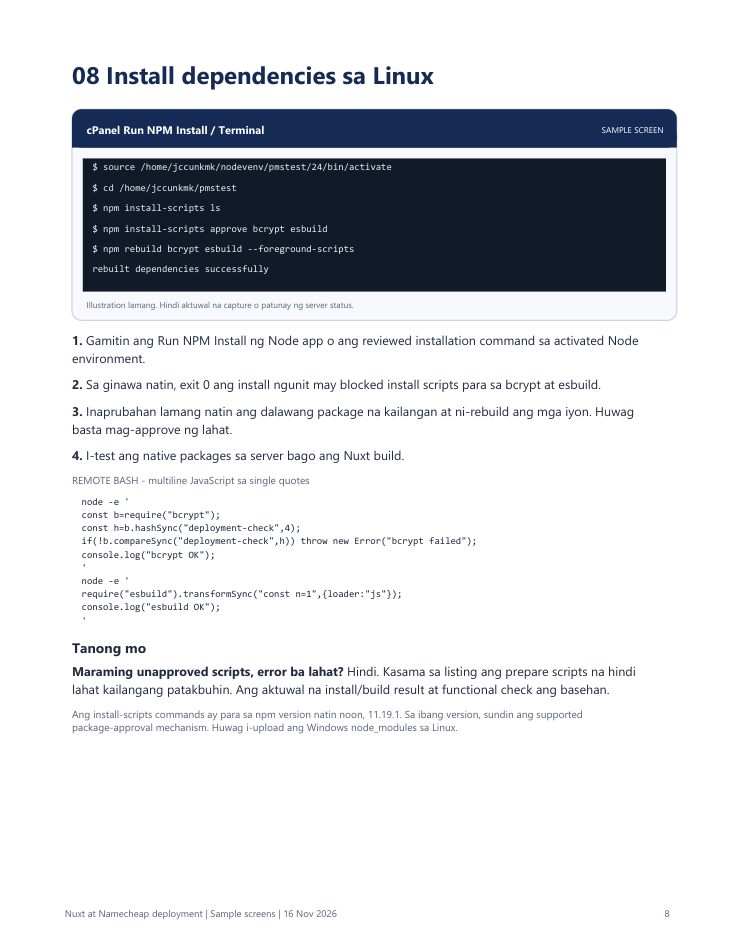 08 Install dependencies sa Linux
cPanel Run NPM Install / Terminal
SAMPLE SCREEN
$ source /home/jccunkmk/nodevenv/pmstest/24/bin/activate
$ cd /home/jccunkmk/pmstest
$ npm install-scripts ls
$ npm install-scripts approve bcrypt esbuild
$ npm rebuild bcrypt esbuild --foreground-scripts
rebuilt dependencies successfully
Illustration lamang. Hindi aktuwal na capture o patunay ng server status.
1. Gamitin ang Run NPM Install ng Node app o ang reviewed installation command sa activated Node
environment.
2. Sa ginawa natin, exit 0 ang install ngunit may blocked install scripts para sa bcrypt at esbuild.
3. Inaprubahan lamang natin ang dalawang package na kailangan at ni-rebuild ang mga iyon. Huwag
basta mag-approve ng lahat.
4. I-test ang native packages sa server bago ang Nuxt build.
REMOTE BASH - multiline JavaScript sa single quotes
node -e '
const b=require("bcrypt");
const h=b.hashSync("deployment-check",4);
if(!b.compareSync("deployment-check",h)) throw new Error("bcrypt failed");
console.log("bcrypt OK");
'
node -e '
require("esbuild").transformSync("const n=1",{loader:"js"});
console.log("esbuild OK");
'
Tanong mo
Maraming unapproved scripts, error ba lahat? Hindi. Kasama sa listing ang prepare scripts na hindi
lahat kailangang patakbuhin. Ang aktuwal na install/build result at functional check ang basehan.
Ang install-scripts commands ay para sa npm version natin noon, 11.19.1. Sa ibang version, sundin ang supported
package-approval mechanism. Huwag i-upload ang Windows node_modules sa Linux.
Nuxt at Namecheap deployment | Sample screens | 16 Nov 2026
8